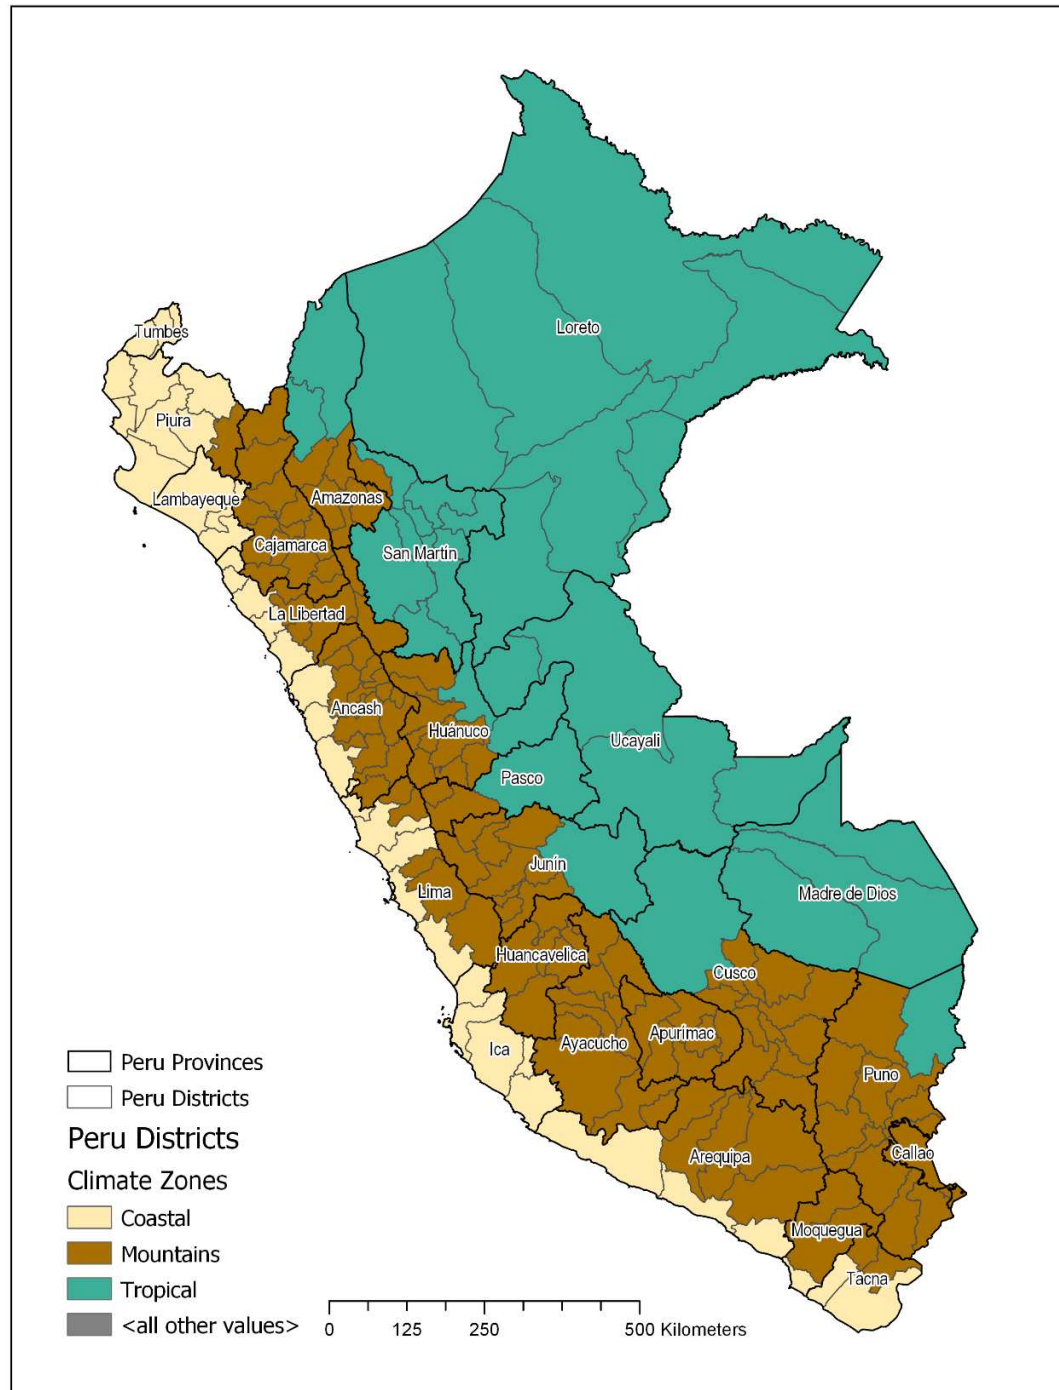 Tumbes
Loreto
Piura
Lambayeque
Amazonas
Cajamarca
San Martín
La Libertad
Ancash
Huánuco
Ucayali
Pasco
Junín
Lima
Madre de Dios
Huancavelica
Cusco
Ica
Ayacucho
Apurímac
Puno
Arequipa
Callao
Moquegua
Tacna
Peru Provinces
Peru Districts
Peru Districts
Climate Zones
Coastal
Mountains
Tropical
<all other values>
0 125 250 500 Kilometers